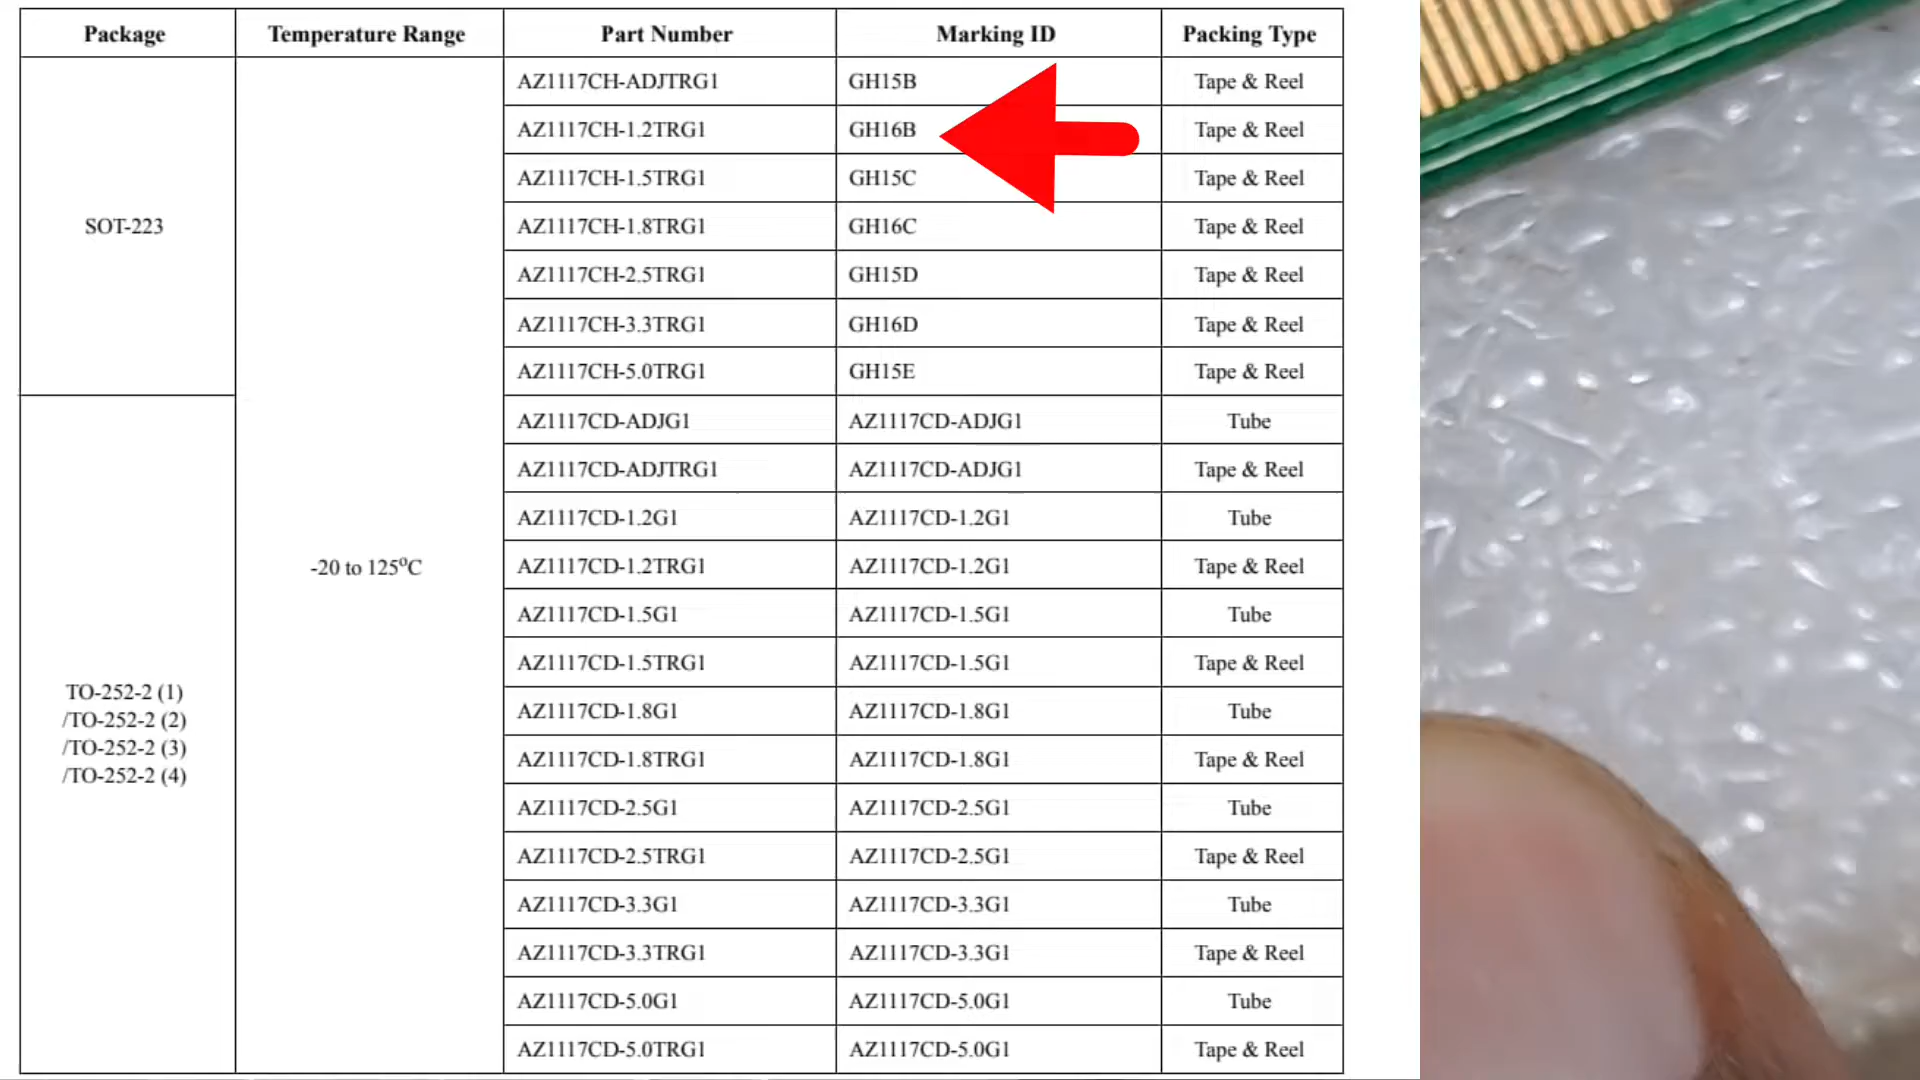 Package Temperature Range Part Number Marking ID Packing Type
SOT-223
-20 to 125°C
AZ1117CH-ADJTRG1 GH15B Tape & Reel
AZ1117CH-1.2TRG1 GH16B Tape & Reel
AZ1117CH-1.5TRG1 GH15C Tape & Reel
AZ1117CH-1.8TRG1 GH16C Tape & Reel
AZ1117CH-2.5TRG1 GH15D Tape & Reel
AZ1117CH-3.3TRG1 GH16D Tape & Reel
AZ1117CH-5.0TRG1 GH15E Tape & Reel
TO-252-2 (1)
/TO-252-2 (2)
/TO-252-2 (3)
/TO-252-2 (4)
AZ1117CD-ADJG1 AZ1117CD-ADJG1 Tube
AZ1117CD-ADJTRG1 AZ1117CD-ADJG1 Tape & Reel
AZ1117CD-1.2G1 AZ1117CD-1.2G1 Tube
AZ1117CD-1.2TRG1 AZ1117CD-1.2G1 Tape & Reel
AZ1117CD-1.5G1 AZ1117CD-1.5G1 Tube
AZ1117CD-1.5TRG1 AZ1117CD-1.5G1 Tape & Reel
AZ1117CD-1.8G1 AZ1117CD-1.8G1 Tube
AZ1117CD-1.8TRG1 AZ1117CD-1.8G1 Tape & Reel
AZ1117CD-2.5G1 AZ1117CD-2.5G1 Tube
AZ1117CD-2.5TRG1 AZ1117CD-2.5G1 Tape & Reel
AZ1117CD-3.3G1 AZ1117CD-3.3G1 Tube
AZ1117CD-3.3TRG1 AZ1117CD-3.3G1 Tape & Reel
AZ1117CD-5.0G1 AZ1117CD-5.0G1 Tube
AZ1117CD-5.0TRG1 AZ1117CD-5.0G1 Tape & Reel